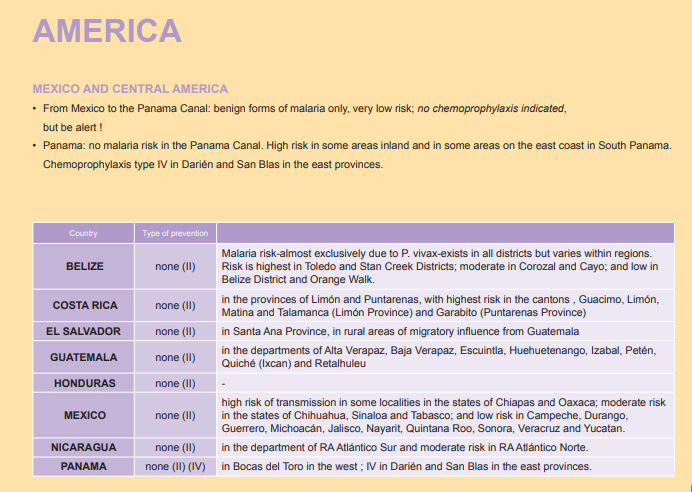 AMERICA
MEXICO AND CENTRAL AMERICA
• From Mexico to the Panama Canal: benign forms of malaria only, very low risk; no chemoprophylaxis indicated,
but be alert !
• Panama: no malaria risk in the Panama Canal. High risk in some areas inland and in some areas on the east coast in South Panama.
Chemoprophylaxis type IV in Darién and San Blas in the east provinces.
Country Type of prevention
BELIZE none (II) Malaria risk-almost exclusively due to P. vivax-exists in all districts but varies within regions.
Risk is highest in Toledo and Stan Creek Districts; moderate in Corozal and Cayo; and low in
Belize District and Orange Walk.
COSTA RICA none (II) in the provinces of Limón and Puntarenas, with highest risk in the cantons , Guacimo, Limón,
Matina and Talamanca (Limón Province) and Garabito (Puntarenas Province)
EL SALVADOR none (II) in Santa Ana Province, in rural areas of migratory influence from Guatemala
GUATEMALA none (II) in the departments of Alta Verapaz, Baja Verapaz, Escuintla, Huehuetenango, Izabal, Petén,
Quiché (Ixcan) and Retalhuleu
HONDURAS none (II) -
MEXICO none (II) high risk of transmission in some localities in the states of Chiapas and Oaxaca; moderate risk
in the states of Chihuahua, Sinaloa and Tabasco; and low risk in Campeche, Durango,
Guerrero, Michoacán, Jalisco, Nayarit, Quintana Roo, Sonora, Veracruz and Yucatan.
NICARAGUA none (II) in the department of RA Atlántico Sur and moderate risk in RA Atlántico Norte.
PANAMA none (II) (IV) in Bocas del Toro in the west ; IV in Darién and San Blas in the east provinces.